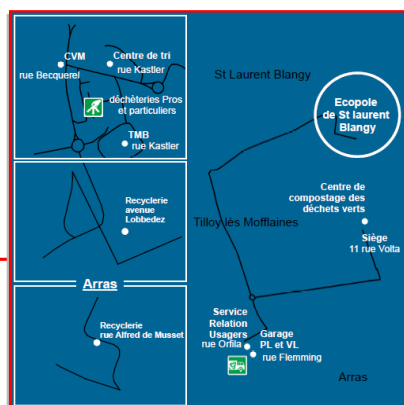 CVM
rue Becquerel
Centre de tri
rue Kastler
déchèteries Pros
et particuliers
TMB
rue Kastler
Recyclerie
avenue
Lobbedez
Arras
Recyclerie
rue Alfred de Musset
St Laurent Blangy
Ecopole
de St laurent
Blangy
Centre de
compostage des
déchets verts
Tilloy lès Mofflaines
Siège
11 rue Volta
Service
Relation
Usagers
rue Orfila
Garage
PL et VL
rue Flemming
Arras